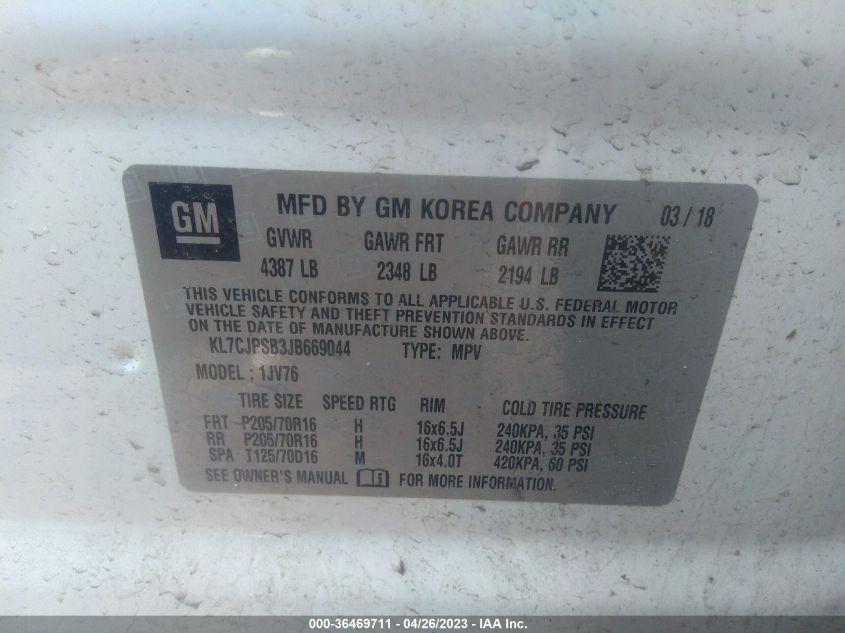 GM MFD BY GM KOREA COMPANY 03 / 18
GVWR GAWR FRT GAWR RR
4387 LB 2348 LB 2194 LB
THIS VEHICLE CONFORMS TO ALL APPLICABLE U.S. FEDERAL MOTOR
VEHICLE SAFETY AND THEFT PREVENTION STANDARDS IN EFFECT
ON THE DATE OF MANUFACTURE SHOWN ABOVE.
KL7CJPSB3JB669044 TYPE: MPV
MODEL : 1JV76
TIRE SIZE SPEED RTG RIM COLD TIRE PRESSURE
FRT P205/70R16 H 16x6.5J 240KPA, 35 PSI
RR P205/70R16 H 16x6.5J 240KPA, 35 PSI
SPA T125/70D16 M 16x4.0T 420KPA, 60 PSI
SEE OWNER'S MANUAL i FOR MORE INFORMATION.
000-36469711 - 04/26/2023 - IAA Inc.